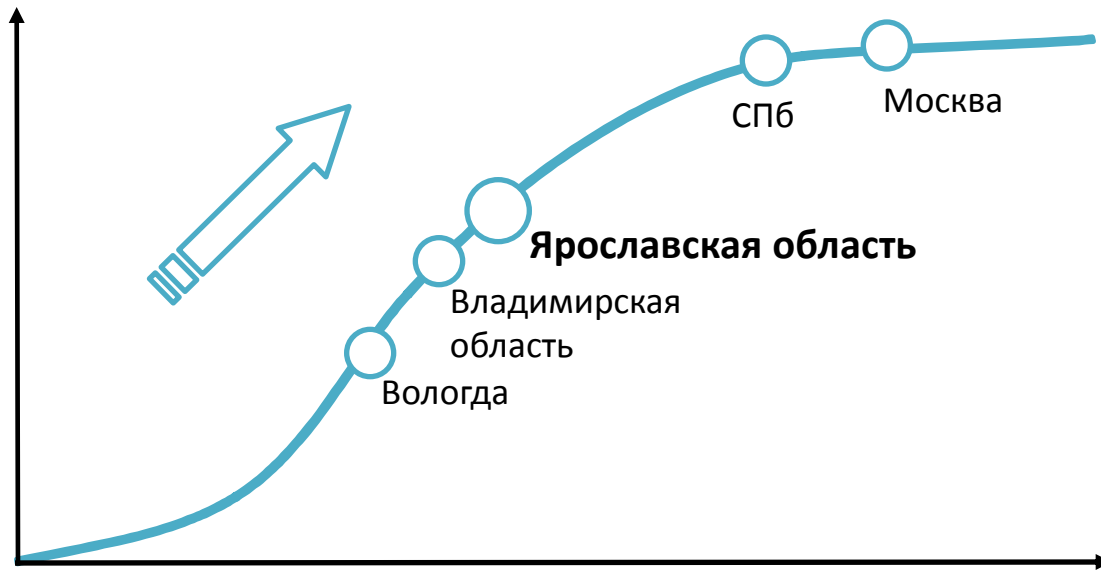 СПб
Москва
Ярославская область
Владимирская
область
Вологда